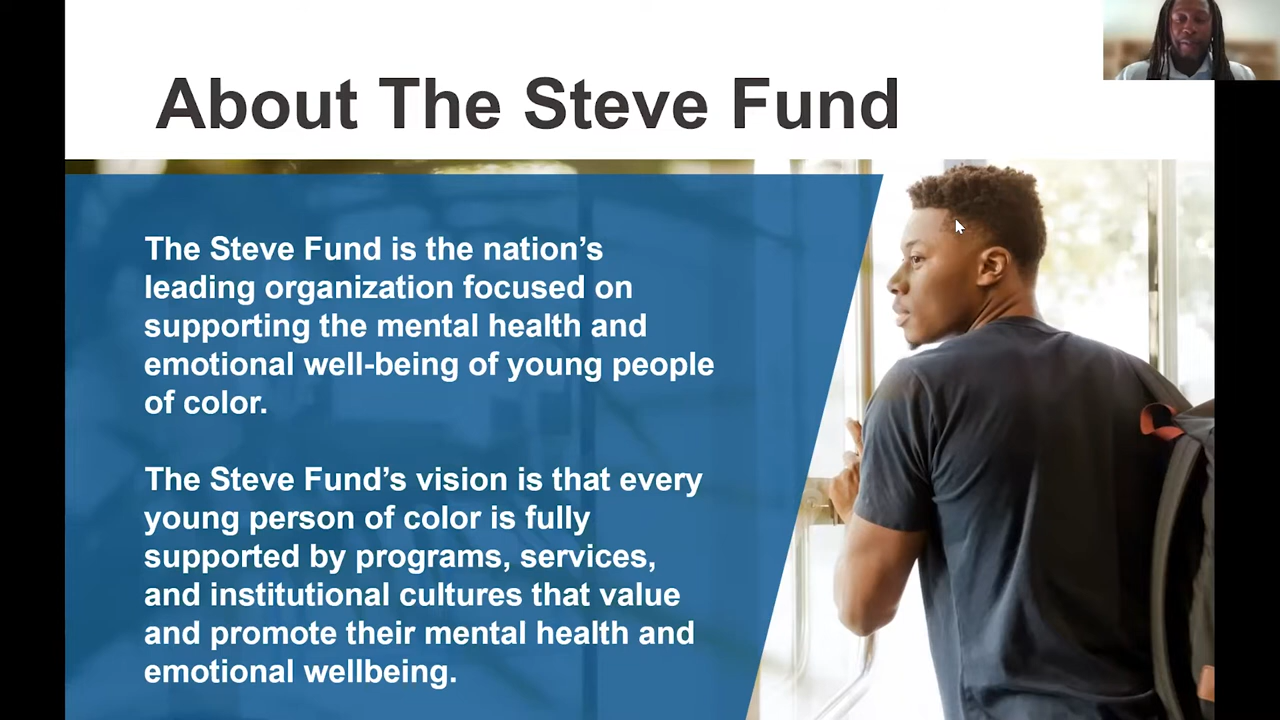 About The Steve Fund
The Steve Fund is the nation’s
leading organization focused on
supporting the mental health and
emotional well-being of young people
of color.
The Steve Fund’s vision is that every
young person of color is fully
supported by programs, services,
and institutional cultures that value
and promote their mental health and
emotional wellbeing.